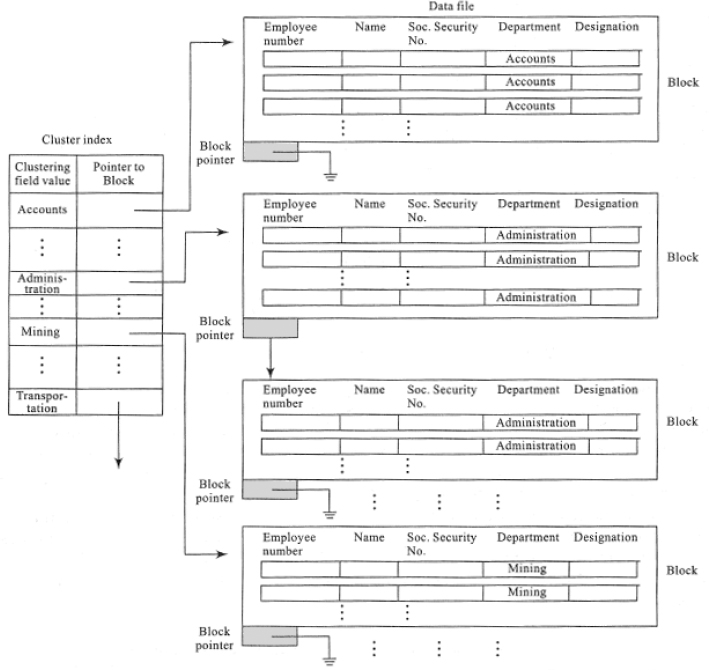 Data file
Employee number Name Soc. Security No. Department Designation
Accounts
Accounts
Accounts
Block
Block pointer
Cluster index
Clustering field value Pointer to Block
Accounts
Adminis-
tration
Mining
Transpor-
tation
Employee number Name Soc. Security No. Department Designation
Administration
Administration
Administration
Block
Block pointer
Employee number Name Soc. Security No. Department Designation
Administration
Administration
Block
Block pointer
Employee number Name Soc. Security No. Department Designation
Mining
Mining
Block
Block pointer